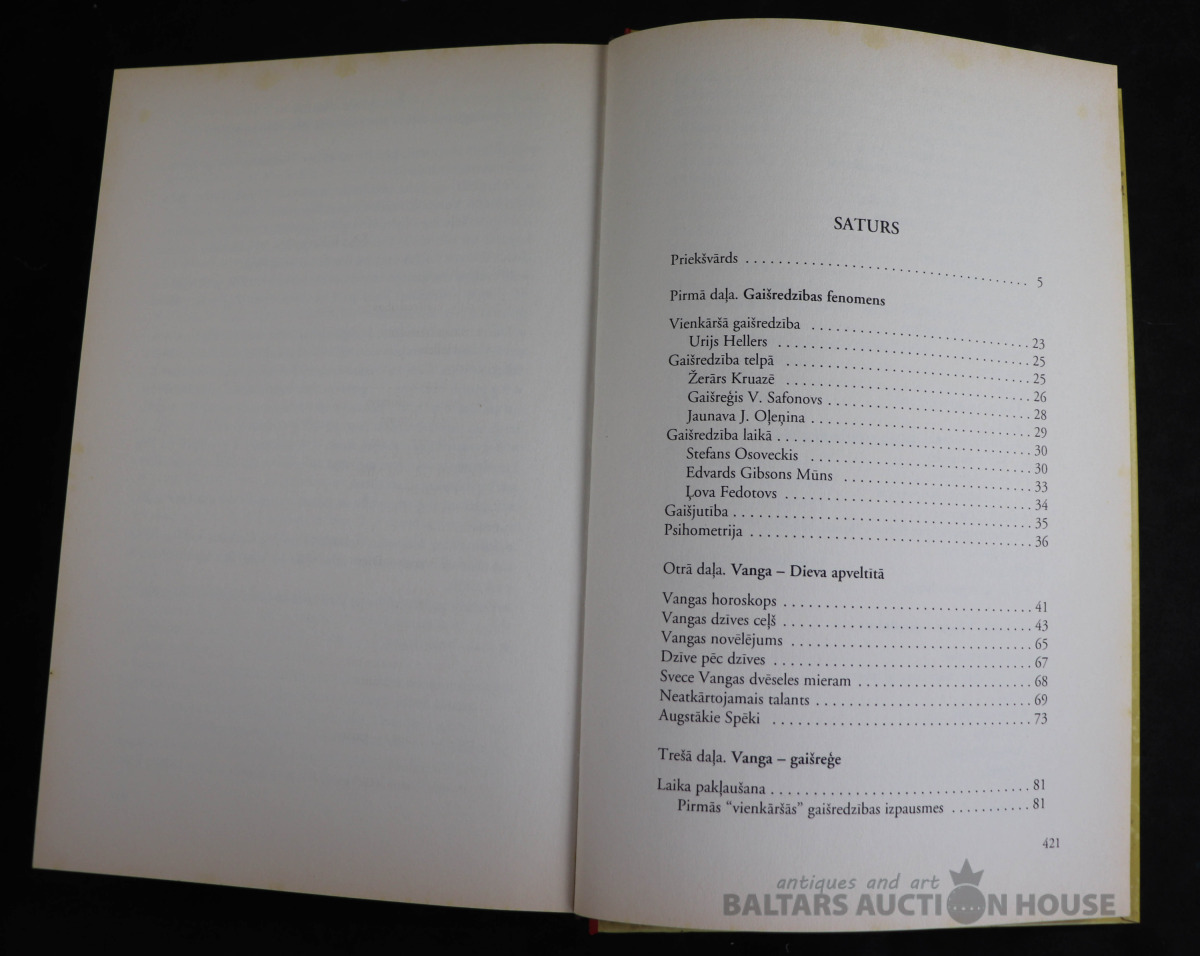 SATURS
Priekšvārds . . . . . . . . . . . . . . . . . . . . 5
Pirmā daļa. Gaišredzības fenomens
Vienkāršā gaišredzība . . . . . . . . . . . . . . . . . . . . 23
Urijs Hellers . . . . . . . . . . . . . . . . . . . . 25
Gaišredzība telpā . . . . . . . . . . . . . . . . . . . . 25
Žerārs Kruazē . . . . . . . . . . . . . . . . . . . . 26
Gaišreģis V. Safonovs . . . . . . . . . . . . . . . . . . . . 28
Jaunava J. Oļeņina . . . . . . . . . . . . . . . . . . . . 29
Gaišredzība laikā . . . . . . . . . . . . . . . . . . . . 30
Stefans Osoveckis . . . . . . . . . . . . . . . . . . . . 30
Edvards Gibsons Mūns . . . . . . . . . . . . . . . . . . . . 33
Ļova Fedotovs . . . . . . . . . . . . . . . . . . . . 34
Gaišjutība . . . . . . . . . . . . . . . . . . . . 35
Psihometrija . . . . . . . . . . . . . . . . . . . . 36
Otrā daļa. Vanga – Dieva apveltītā
Vangas horoskops . . . . . . . . . . . . . . . . . . . . 41
Vangas dzīves ceļš . . . . . . . . . . . . . . . . . . . . 43
Vangas novēlējums . . . . . . . . . . . . . . . . . . . . 65
Dzīve pēc dzīves . . . . . . . . . . . . . . . . . . . . 67
Svece Vangas dvēseles mieram . . . . . . . . . . . . . . . . . . . . 68
Neatkārtojamais talants . . . . . . . . . . . . . . . . . . . . 69
Augstākie Spēki . . . . . . . . . . . . . . . . . . . . 73
Trešā daļa. Vanga – gaišreģe
Laika pakļaušana . . . . . . . . . . . . . . . . . . . . 81
Pirmās “vienkāršās” gaišredzības izpausmes . . . . . . . . . . . 81
421
antiques and art
BALTARS AUCTION HOUSE